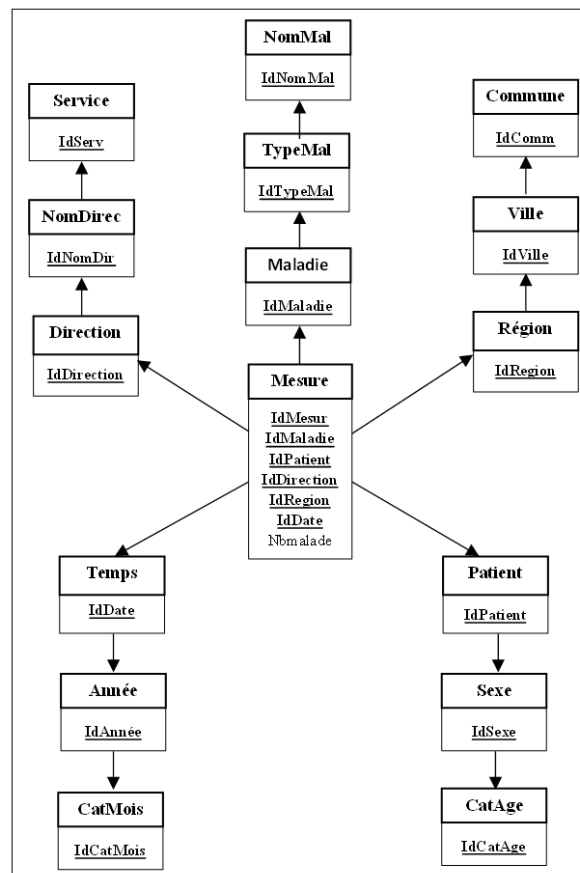 NomMal
IdNomMal
Service
IdServ
Commune
IdComm
TypeMal
IdTypeMal
NomDirec
IdNomDir
Ville
IdVille
Maladie
IdMaladie
Direction
IdDirection
Région
IdRegion
Mesure
IdMesur
IdMaladie
IdPatient
IdDirection
IdRegion
IdDate
Nbmalade
Temps
IdDate
Patient
IdPatient
Année
IdAnnée
Sexe
IdSexe
CatMois
IdCatMois
CatAge
IdCatAge